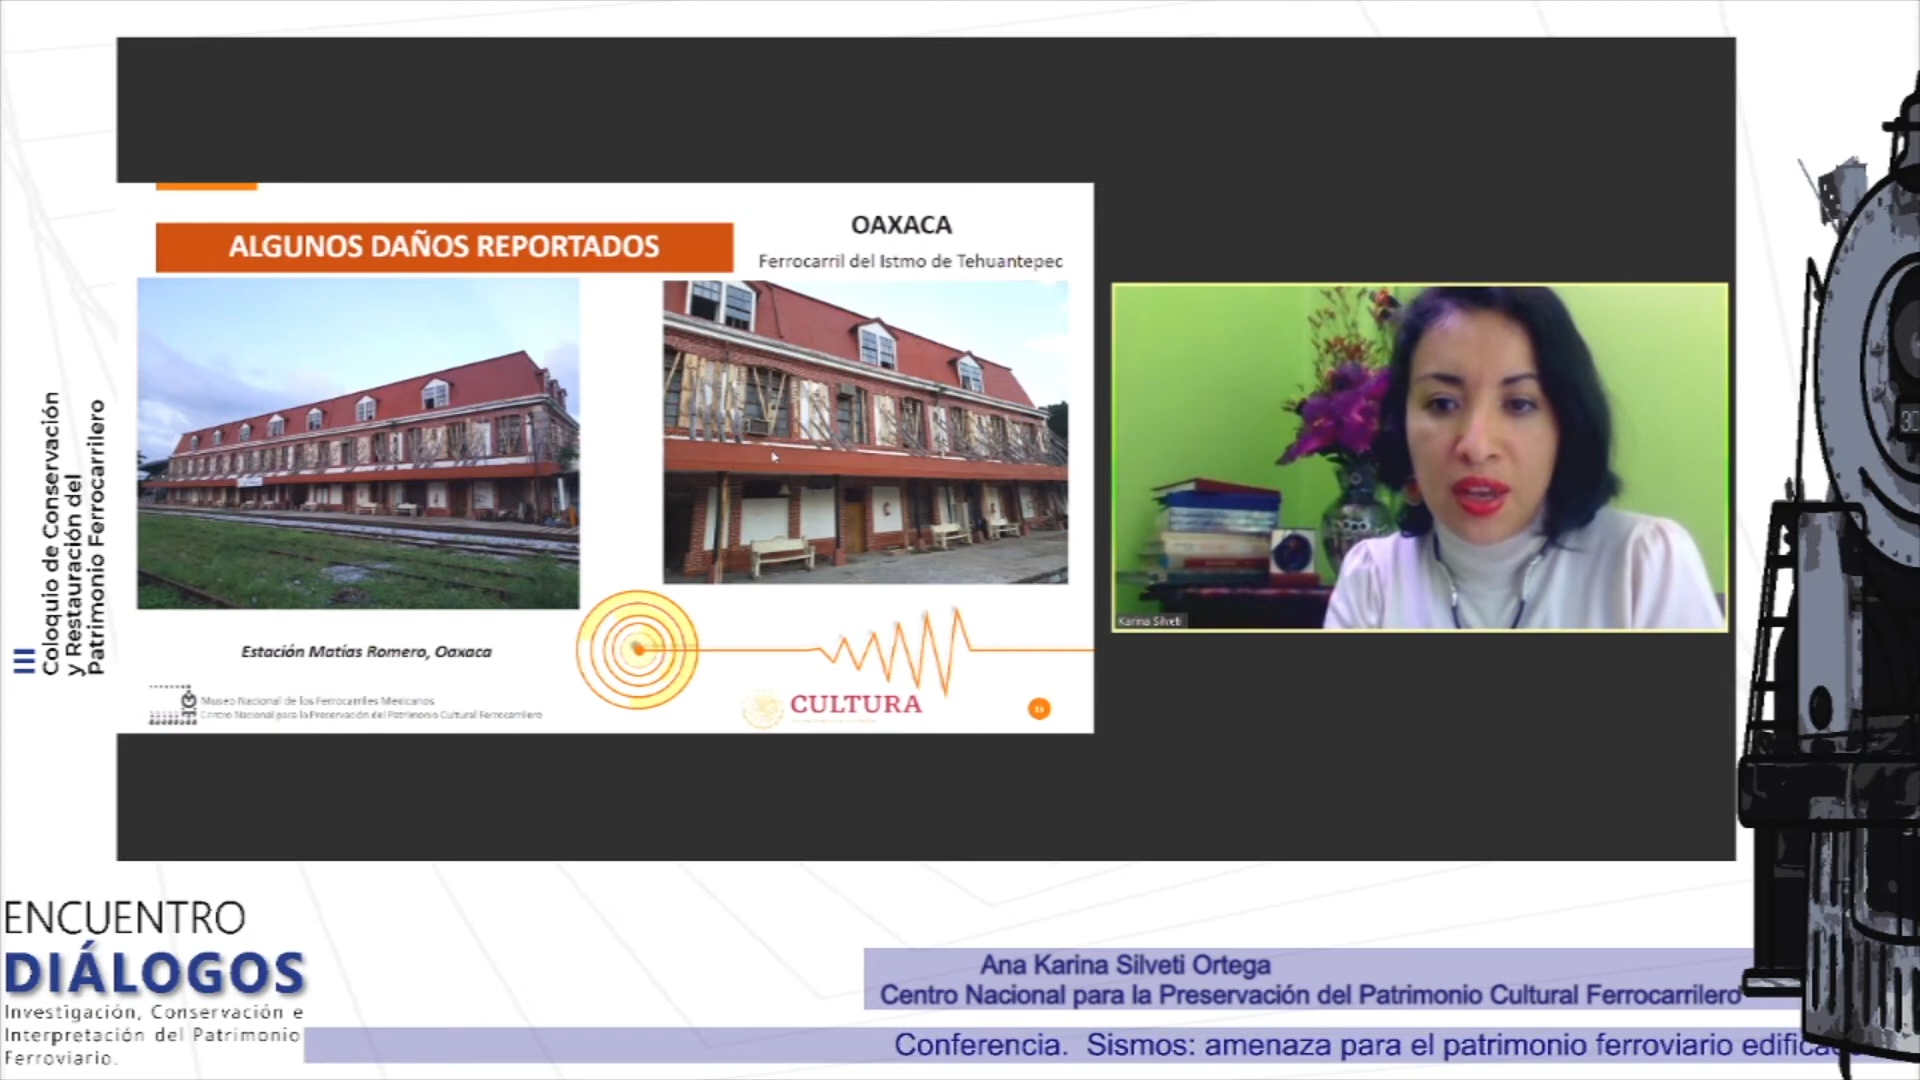 ALGUNOS DAÑOS REPORTADOS
OAXACA
Ferrocarril del Istmo de Tehuantepec
Estación Matías Romero, Oaxaca
Museo Nacional de los Ferrocarriles Mexicanos
Centro Nacional para la Preservación del Patrimonio Cultural Ferrocarrilero
CULTURA
Karina Silveti
III
Coloquio de Conservación
y Restauración del
Patrimonio Ferrocarrilero
ENCUENTRO
DIÁLOGOS
Investigación, Conservación e
Interpretación del Patrimonio
Ferroviario.
Ana Karina Silveti Ortega
Centro Nacional para la Preservación del Patrimonio Cultural Ferrocarrilero
Conferencia. Sismos: amenaza para el patrimonio ferroviario